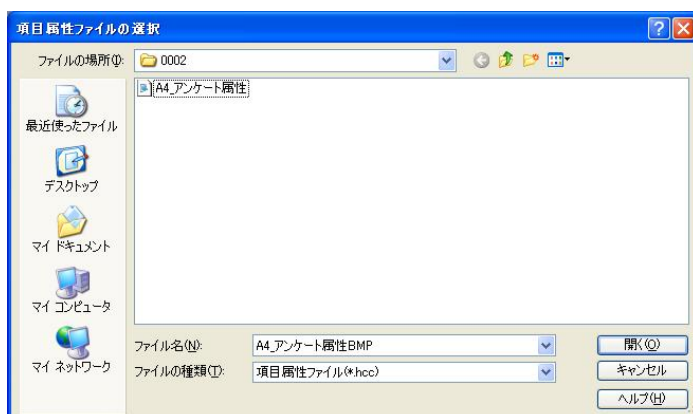 項目属性ファイルの選択
ファイルの場所(I):
0002
A4_アンケート属性
最近使ったファイル
デスクトップ
マイ ドキュメント
マイ コンピュータ
マイ ネットワーク
ファイル名(N):
A4_アンケート属性BMP
開く(O)
ファイルの種類(T):
項目属性ファイル(*.hcc)
キャンセル
ヘルプ(H)